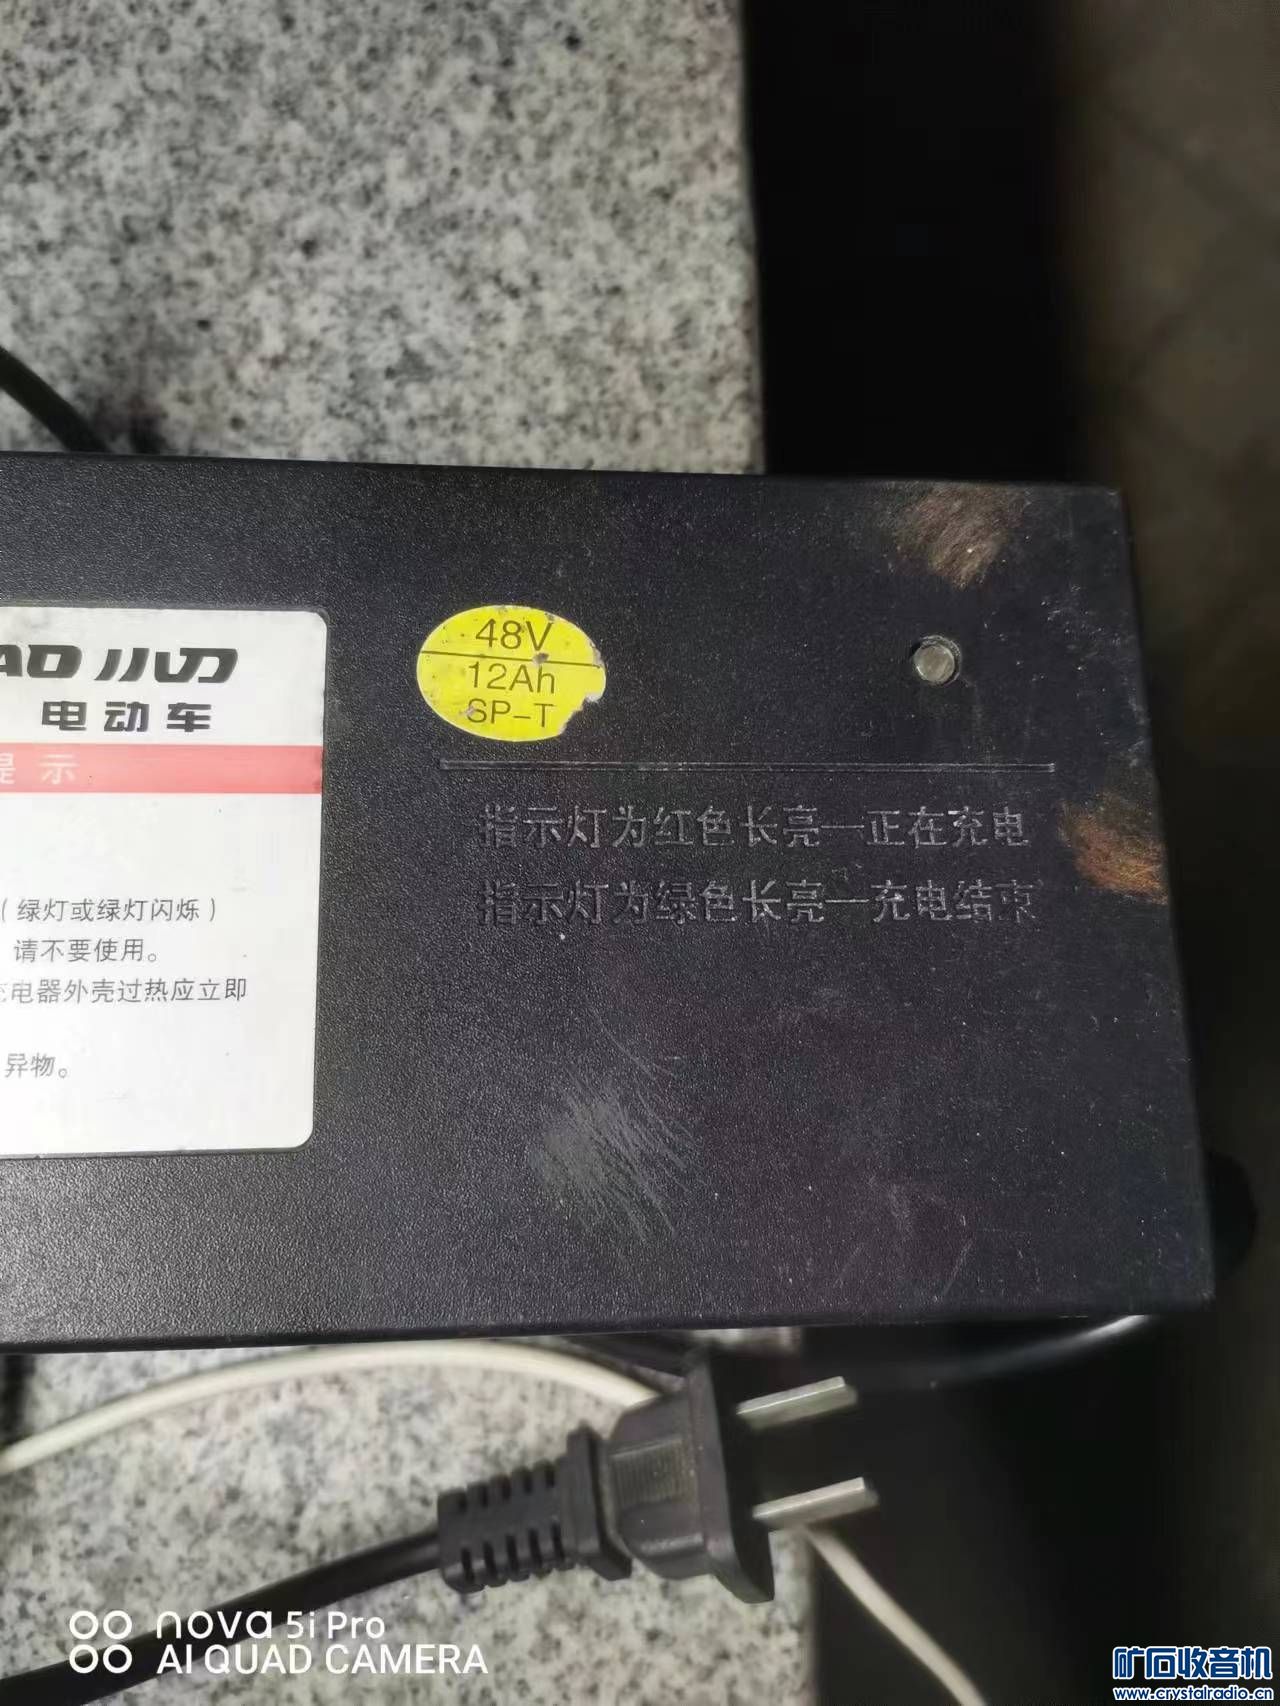 48V
12Ah
SP-T
AO 小刀
电动车
提示
（绿灯或绿灯闪烁）
请不要使用。
充电器外壳过热应立即
异物。
指示灯为红色长亮—正在充电
指示灯为绿色长亮—充电结束
nova 5i Pro
AI QUAD CAMERA
矿石收音机
www.crystalradio.cn